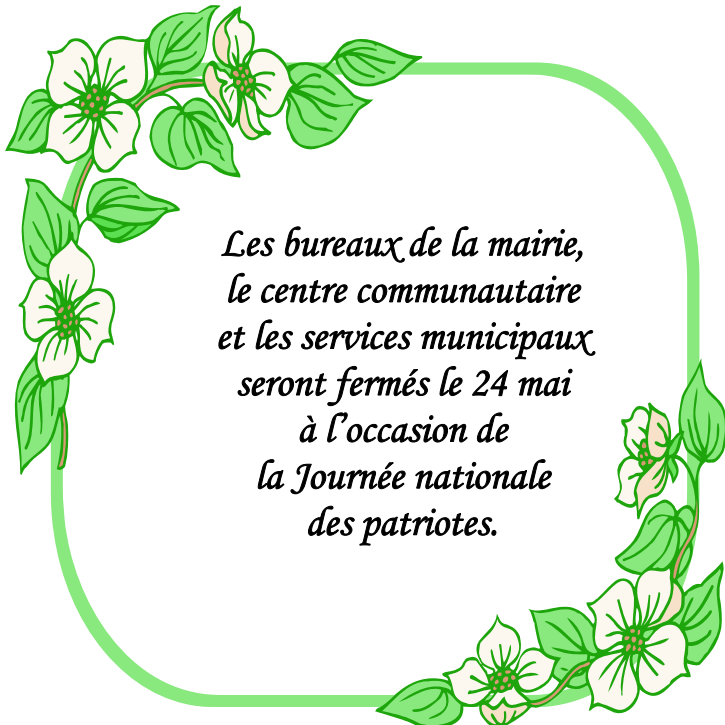 Les bureaux de la mairie,
le centre communautaire
et les services municipaux
seront fermés le 24 mai
à l’occasion de
la Journée nationale
des patriotes.